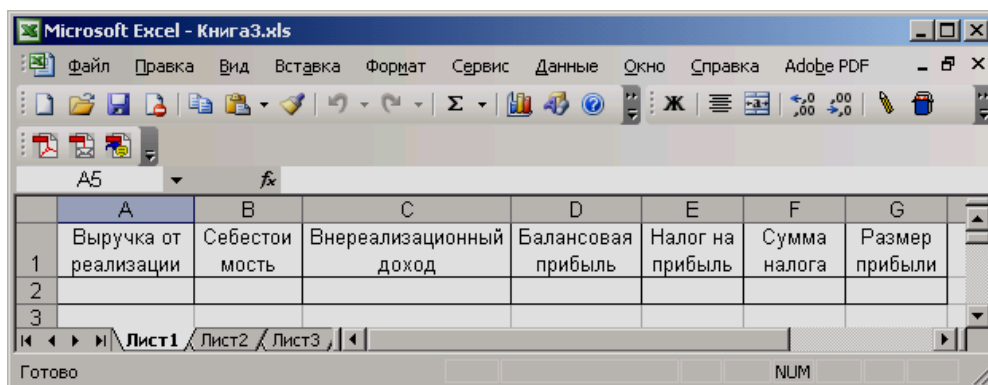 Microsoft Excel - Книга3.xls
Файл Правка Вид Вставка Формат Сервис Данные Окно Справка Adobe PDF
Σ Ж
A5 fx
A B C D E F G
Выручка от Себестои Внереализационный Балансовая Налог на Сумма Размер
1 реализации мость доход прибыль прибыль налога прибыли
2
3
Лист1 Лист2 Лист3
Готово NUM